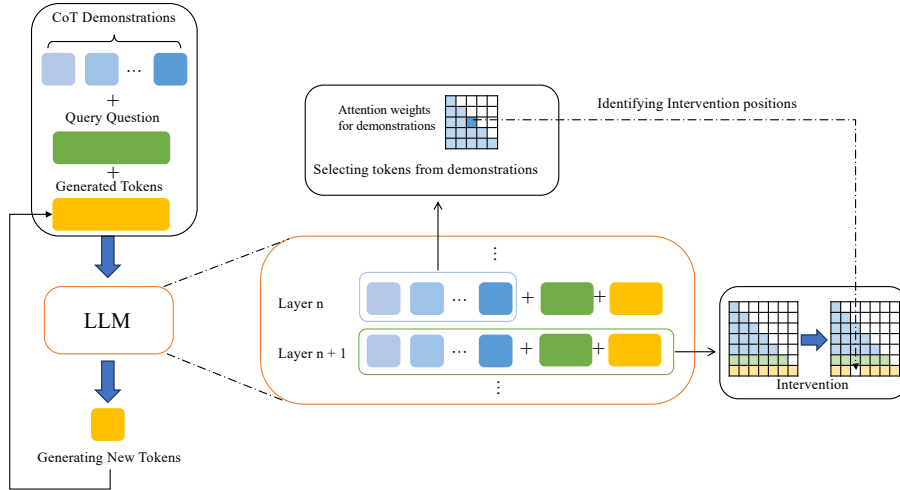 CoT Demonstrations
...
+
Query Question
+
Generated Tokens
LLM
Generating New Tokens
Attention weights
for demonstrations
Selecting tokens from demonstrations
Identifying Intervention positions
⋮
Layer n
... + +
Layer n + 1
... + +
⋮
Intervention